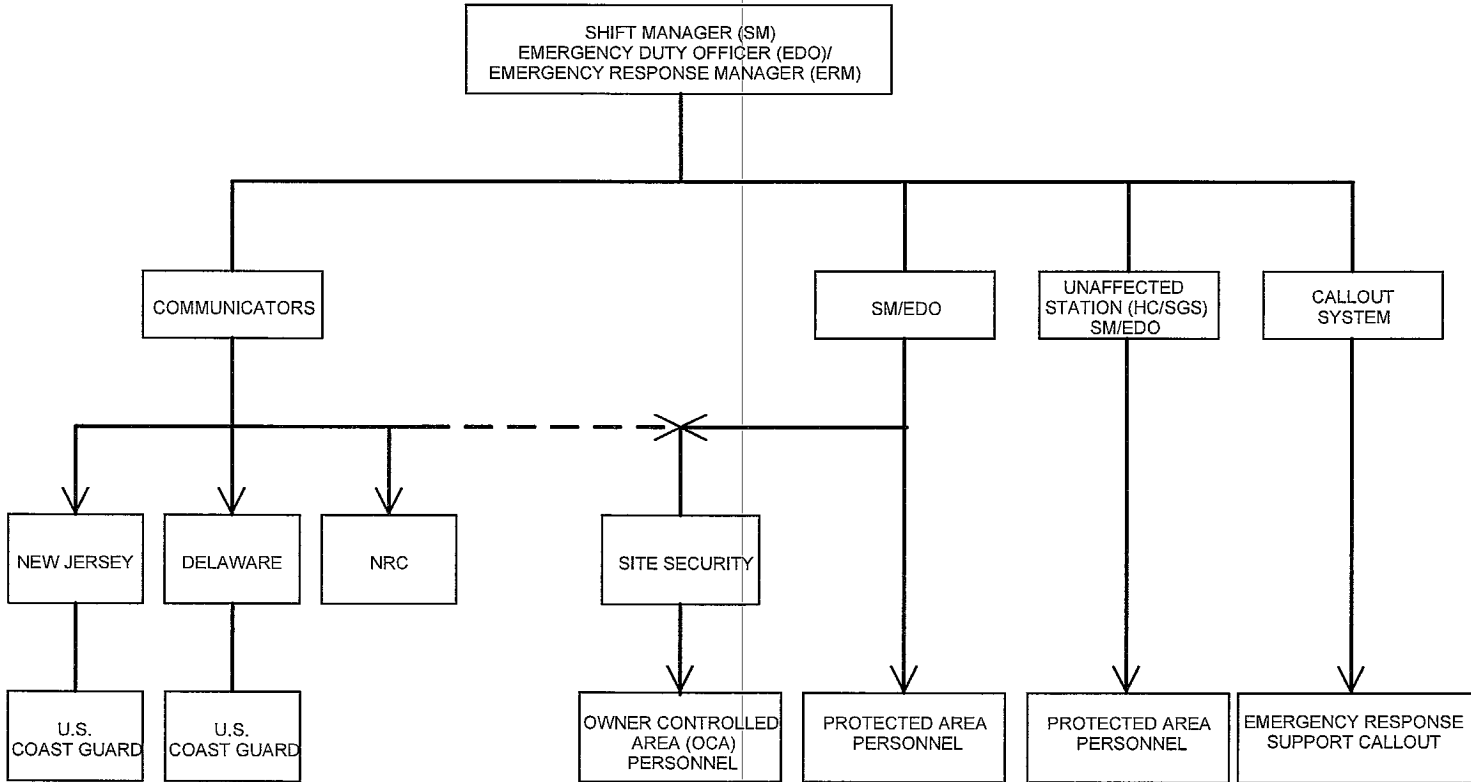 SHIFT MANAGER (SM)
EMERGENCY DUTY OFFICER (EDO)/
EMERGENCY RESPONSE MANAGER (ERM)
COMMUNICATORS
SM/EDO
UNAFFECTED
STATION (HC/SGS)
SM/EDO
CALLOUT
SYSTEM
NEW JERSEY
DELAWARE
NRC
SITE SECURITY
U.S.
COAST GUARD
U.S.
COAST GUARD
OWNER CONTROLLED
AREA (OCA)
PERSONNEL
PROTECTED AREA
PERSONNEL
PROTECTED AREA
PERSONNEL
EMERGENCY RESPONSE
SUPPORT CALLOUT